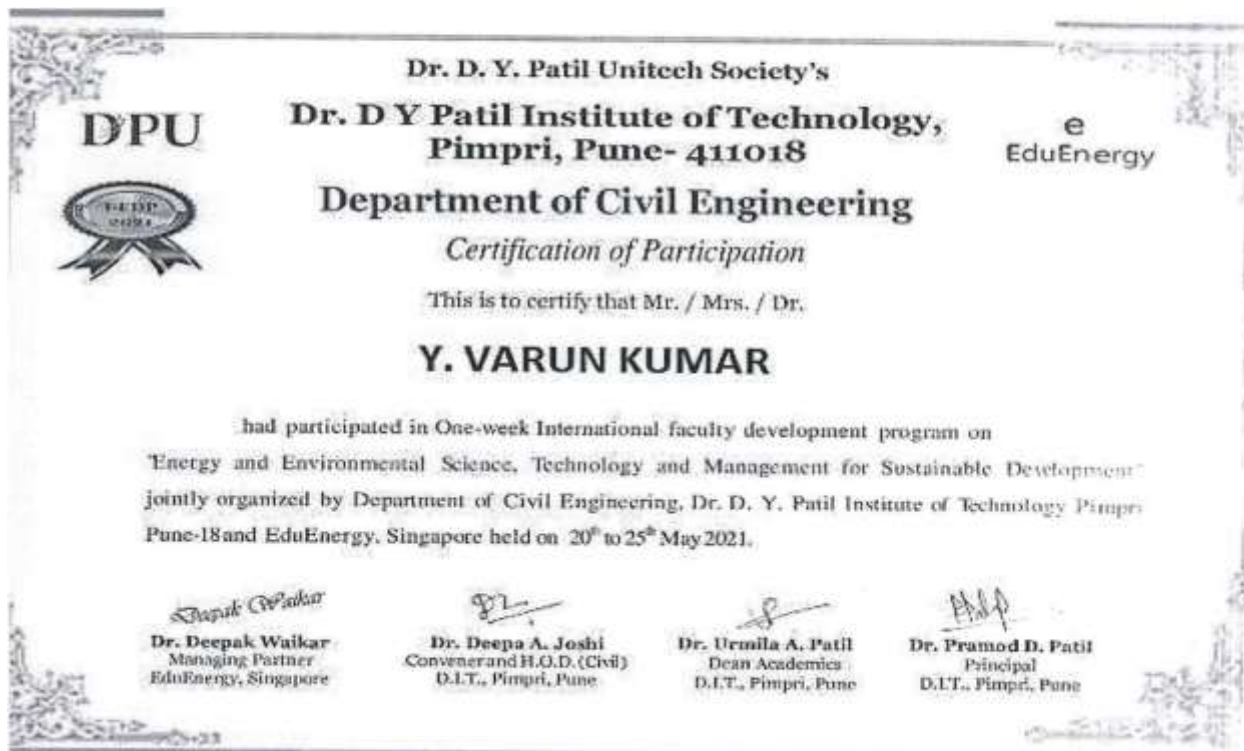 Dr. D. Y. Patil Unitech Society's
DPU
Dr. D Y Patil Institute of Technology,
Pimpri, Pune- 411018
e
EduEnergy
2021
Department of Civil Engineering
Certification of Participation
This is to certify that Mr. / Mrs. / Dr.
Y. VARUN KUMAR
had participated in One-week International faculty development program on
"Energy and Environmental Science, Technology and Management for Sustainable Development"
jointly organized by Department of Civil Engineering, Dr. D. Y. Patil Institute of Technology Pimpri
Pune-18and EduEnergy, Singapore held on 20th to 25th May 2021.
Deepak Waikar
Dr. Deepak Waikar
Managing Partner
EduEnergy, Singapore
Dr. Deepa A. Joshi
Convener and H.O.D. (Civil)
D.I.T., Pimpri, Pune
Dr. Urmila A. Patil
Dean Academics
D.I.T., Pimpri, Pune
Dr. Pramod D. Patil
Principal
D.I.T., Pimpri, Pune